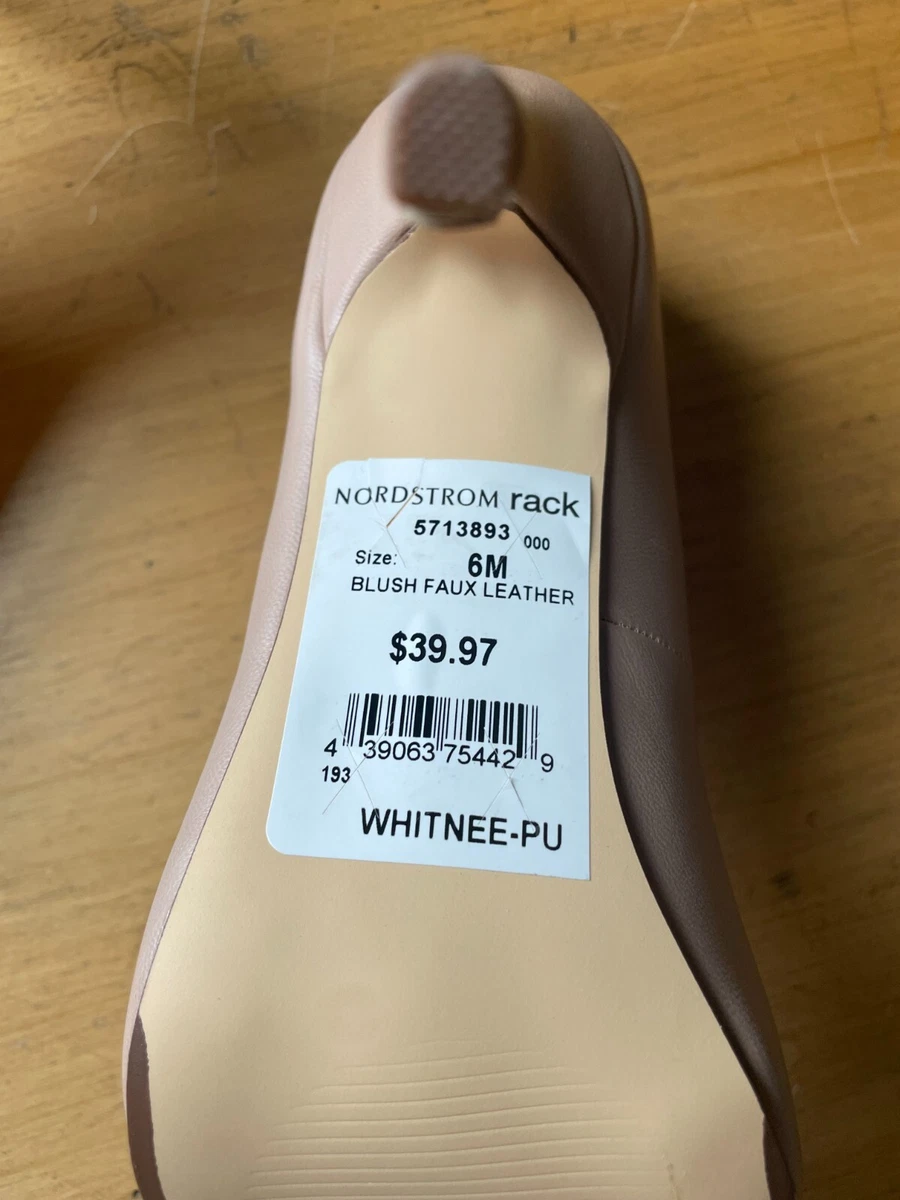 NORDSTROM rack
5713893 000
Size: 6M
BLUSH FAUX LEATHER
$39.97
4 39063 75442 9
193
WHITNEE-PU